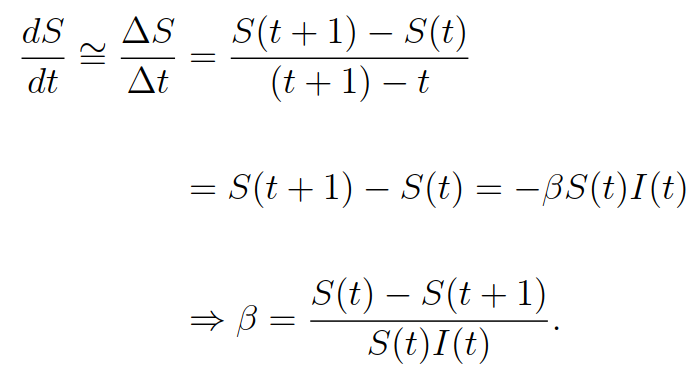 dS/dt ≅ ΔS/Δt = (S(t + 1) − S(t))/((t + 1) − t)
= S(t + 1) − S(t) = −βS(t)I(t)
⇒ β = (S(t) − S(t + 1))/(S(t)I(t)).